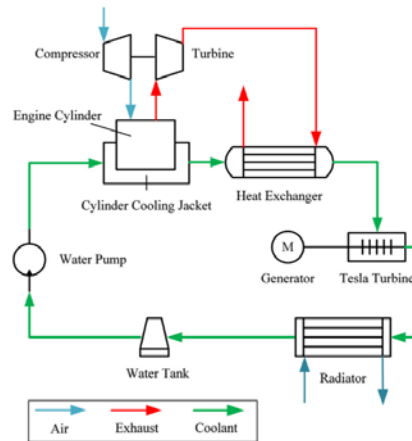 Compressor
Turbine
Engine Cylinder
Heat Exchanger
Cylinder Cooling Jacket
Water Pump
M
Generator
Tesla Turbine
Water Tank
Radiator
Air
Exhaust
Coolant